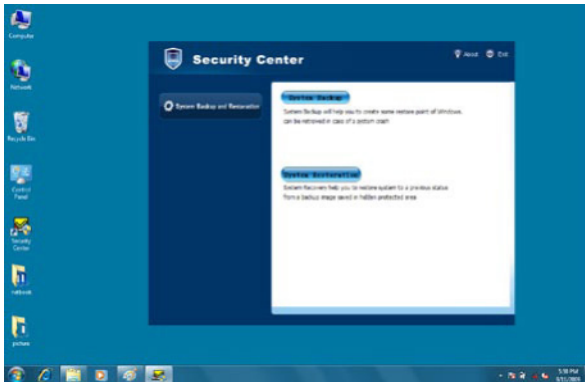 Computer
Network
Recycle Bin
Control
Panel
Security
Center
netbook
picture
Security Center
About
Exit
System Backup and Restoration
System Backup
System Backup will help you to create some restore point of Windows.
can be retrieved in case of a system crash
System Restoration
System Recovery help you to restore system to a previous status
from a backup image saved in hidden protected area
5:18 PM